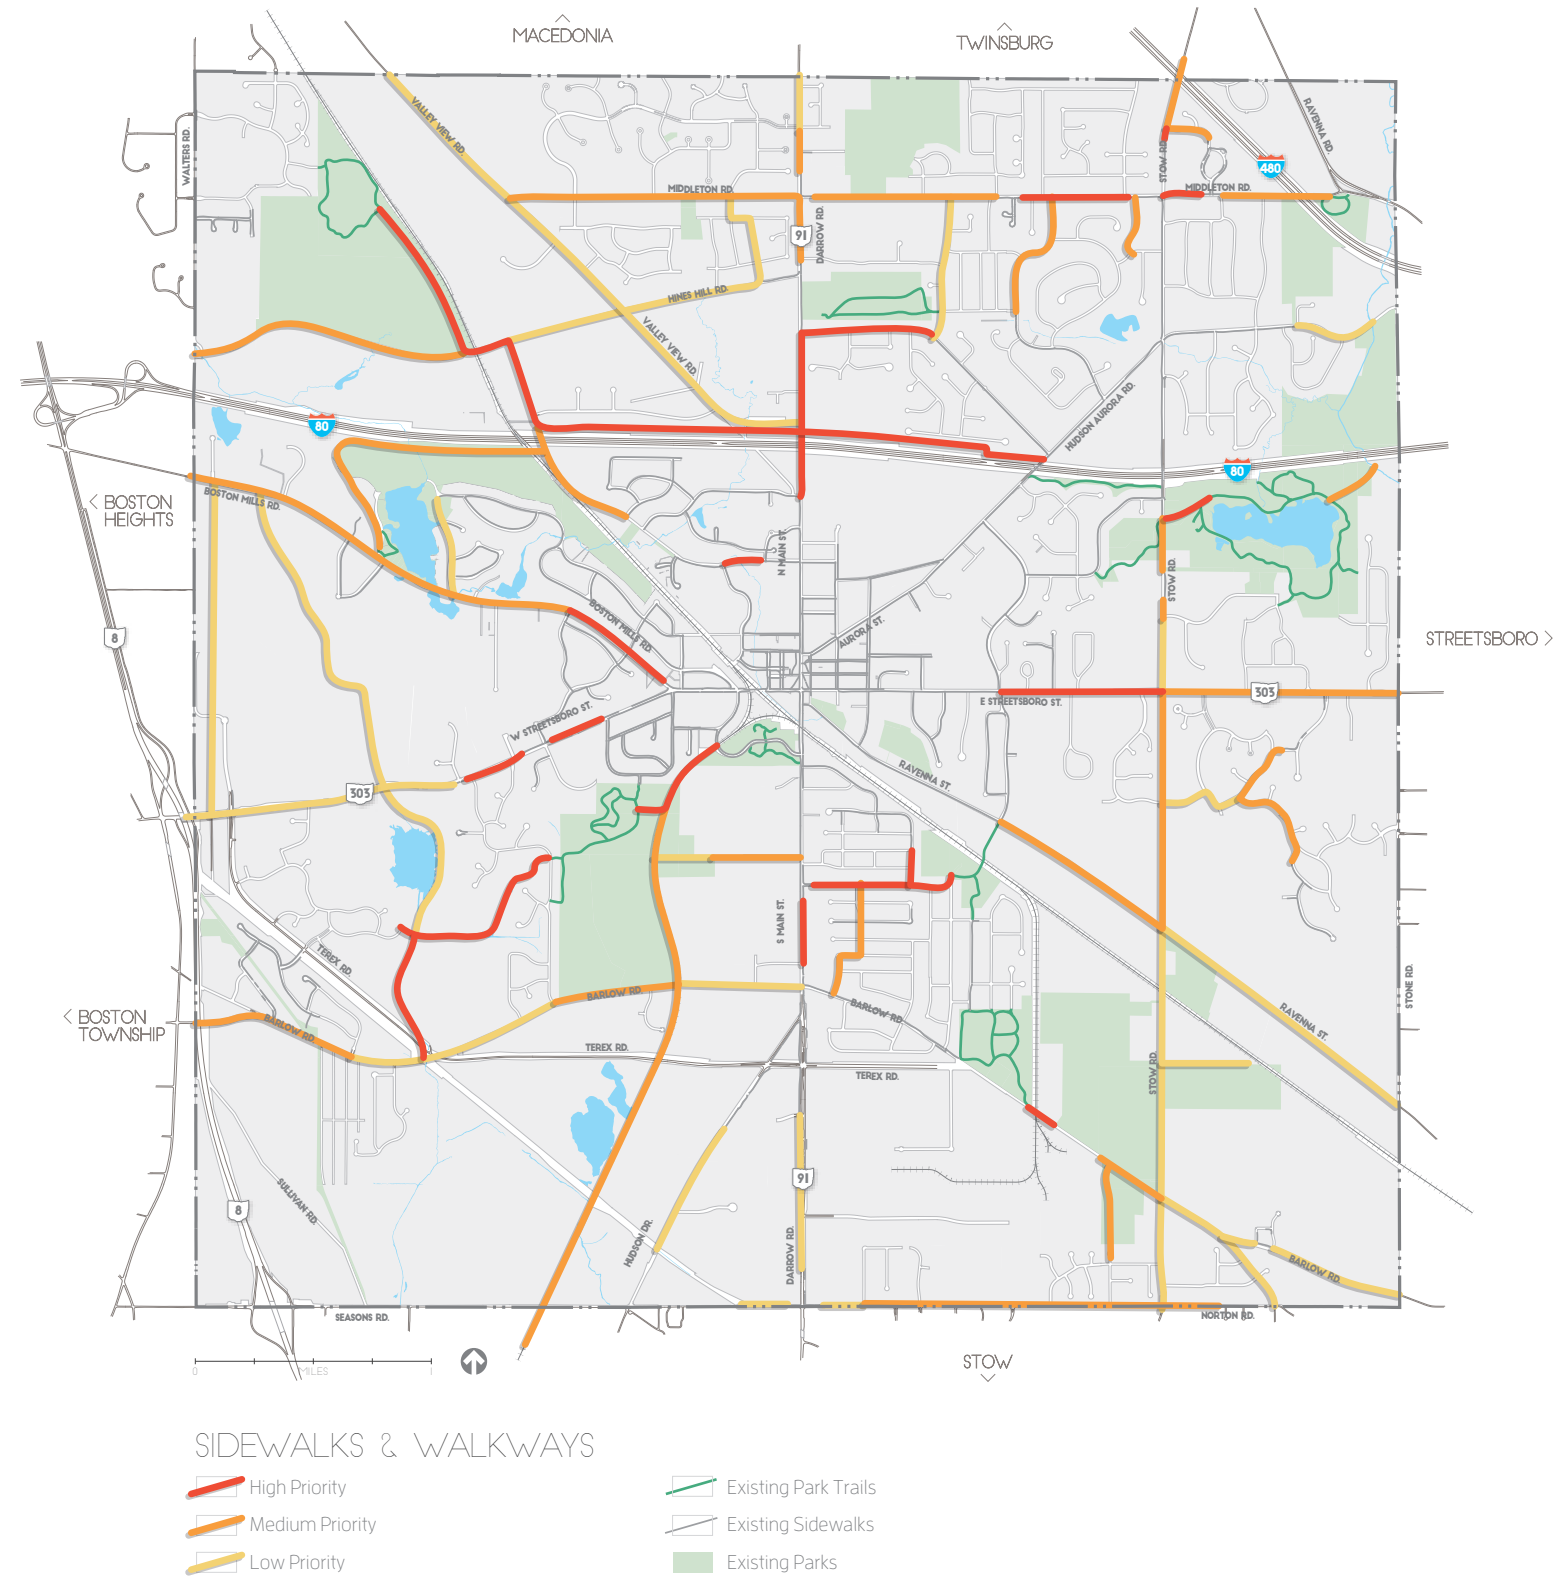 MACEDONIA
TWINSBURG
VALLEY VIEW RD.
RAVENNA RD.
WALTERS RD.
STOW RD.
480
MIDDLETON RD.
MIDDLETON RD.
91
DARROW RD.
HINES HILL RD.
VALLEY VIEW RD.
HUDSON AURORA RD.
80
80
BOSTON HEIGHTS
BOSTON MILLS RD.
N MAIN ST.
STOW RD.
BOSTON MILLS RD
AURORA ST.
8
STREETSBORO
303
E STREETSBORO ST.
W STREETSBORO ST.
RAVENNA ST.
303
S MAIN ST.
TEREX RD.
STONE RD.
BARLOW RD.
BARLOW RD
BOSTON TOWNSHIP
BARLOW RD.
RAVENNA ST.
TEREX RD.
TEREX RD.
STOW RD.
91
SULLIVAN RD.
8
HUDSON DR.
DARROW RD.
BARLOW RD.
SEASONS RD.
NORTON RD.
0
MILES
1
STOW
SIDEWALKS & WALKWAYS
High Priority
Medium Priority
Low Priority
Existing Park Trails
Existing Sidewalks
Existing Parks